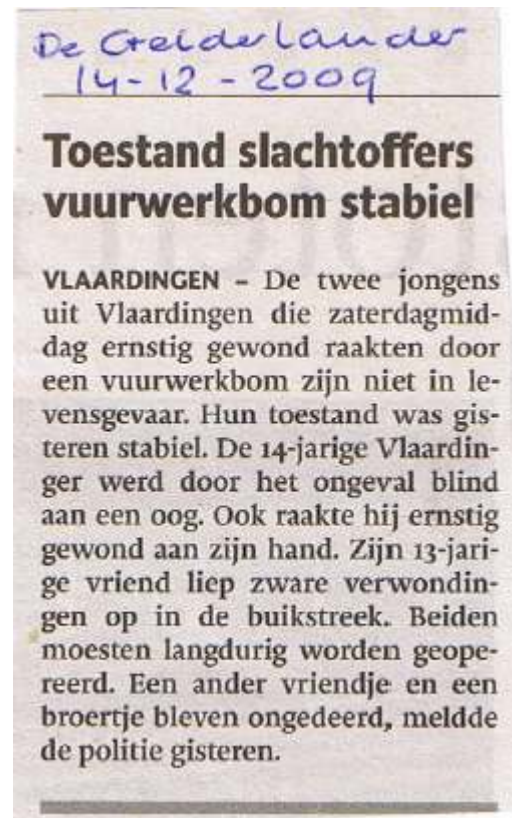 De Gelderlander
14-12-2009
Toestand slachtoffers
vuurwerkbom stabiel
VLAARDINGEN – De twee jongens
uit Vlaardingen die zaterdagmid-
dag ernstig gewond raakten door
een vuurwerkbom zijn niet in le-
vensgevaar. Hun toestand was gis-
teren stabiel. De 14-jarige Vlaardin-
ger werd door het ongeval blind
aan een oog. Ook raakte hij ernstig
gewond aan zijn hand. Zijn 13-jari-
ge vriend liep zware verwondin-
gen op in de buikstreek. Beiden
moesten langdurig worden geope-
reerd. Een ander vriendje en een
broertje bleven ongedeerd, meldde
de politie gisteren.